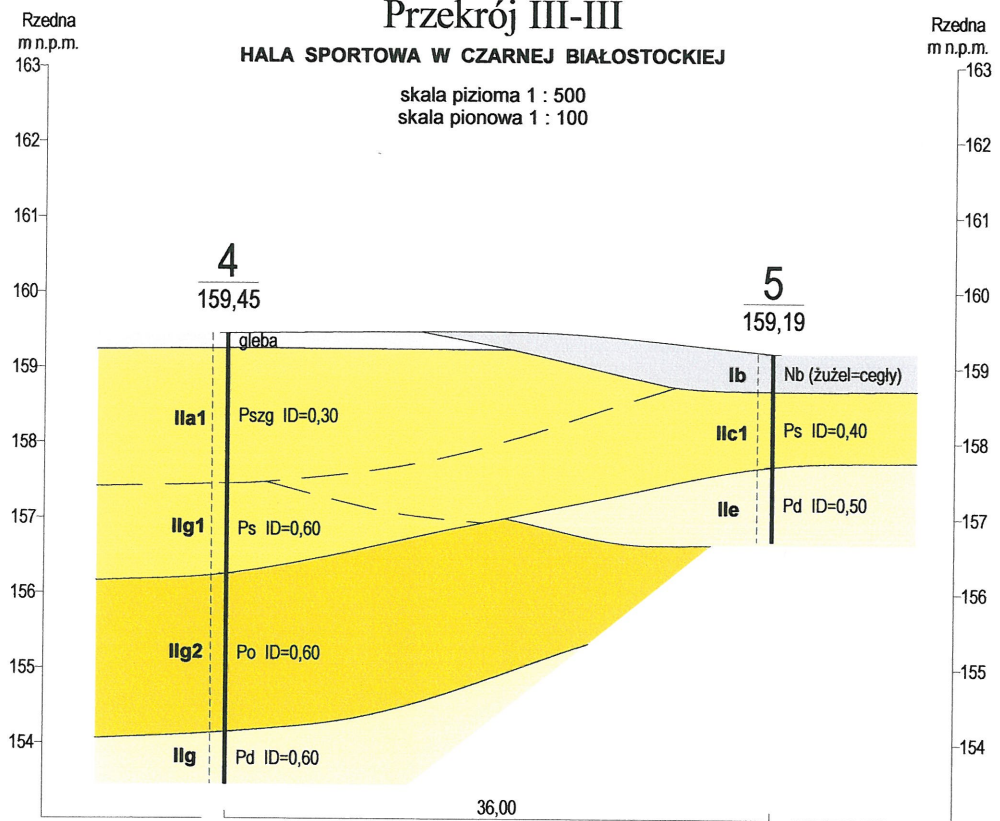 Przekrój III-III
Rzedna
m n.p.m.
HALA SPORTOWA W CZARNEJ BIAŁOSTOCKIEJ
Rzedna
m n.p.m.
skala pizioma 1 : 500
skala pionowa 1 : 100
163
163
162
162
161
161
160
160
159
159
158
158
157
157
156
156
155
155
154
154
4
159,45
5
159,19
gleba
Ib
Nb (żużel=cegły)
IIa1
Pszg ID=0,30
IIc1
Ps ID=0,40
IIg1
Ps ID=0,60
IIe
Pd ID=0,50
IIg2
Po ID=0,60
IIg
Pd ID=0,60
36,00